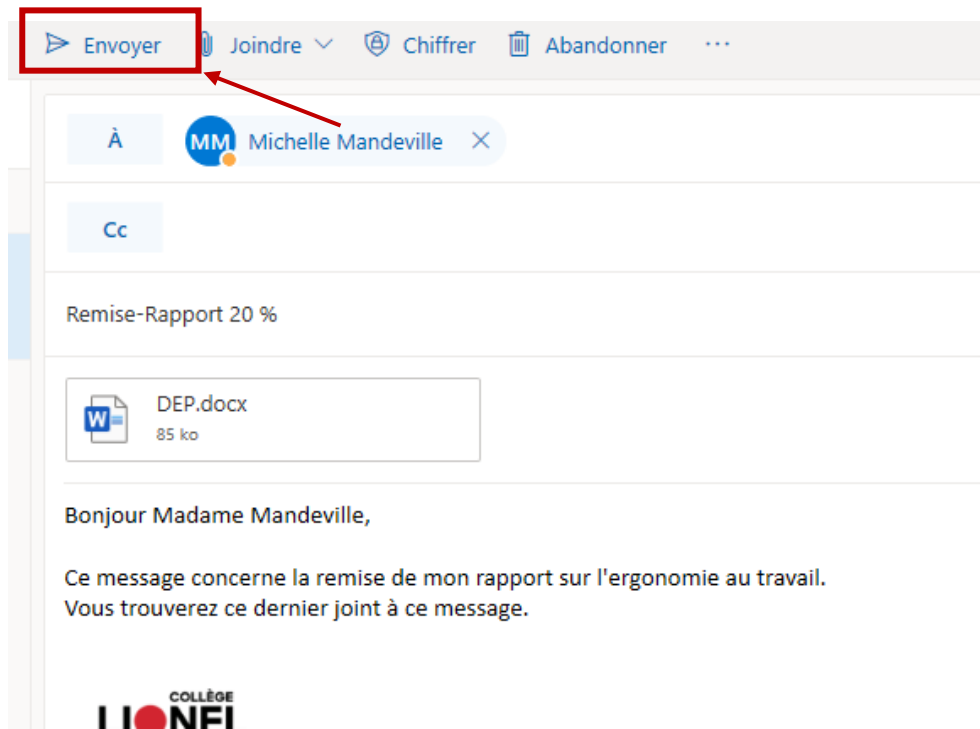 Envoyer Joindre Chiffrer Abandonner ...
À MM Michelle Mandeville
Cc
Remise-Rapport 20 %
DEP.docx
85 ko
Bonjour Madame Mandeville,
Ce message concerne la remise de mon rapport sur l'ergonomie au travail.
Vous trouverez ce dernier joint à ce message.
COLLÈGE
LIONEL